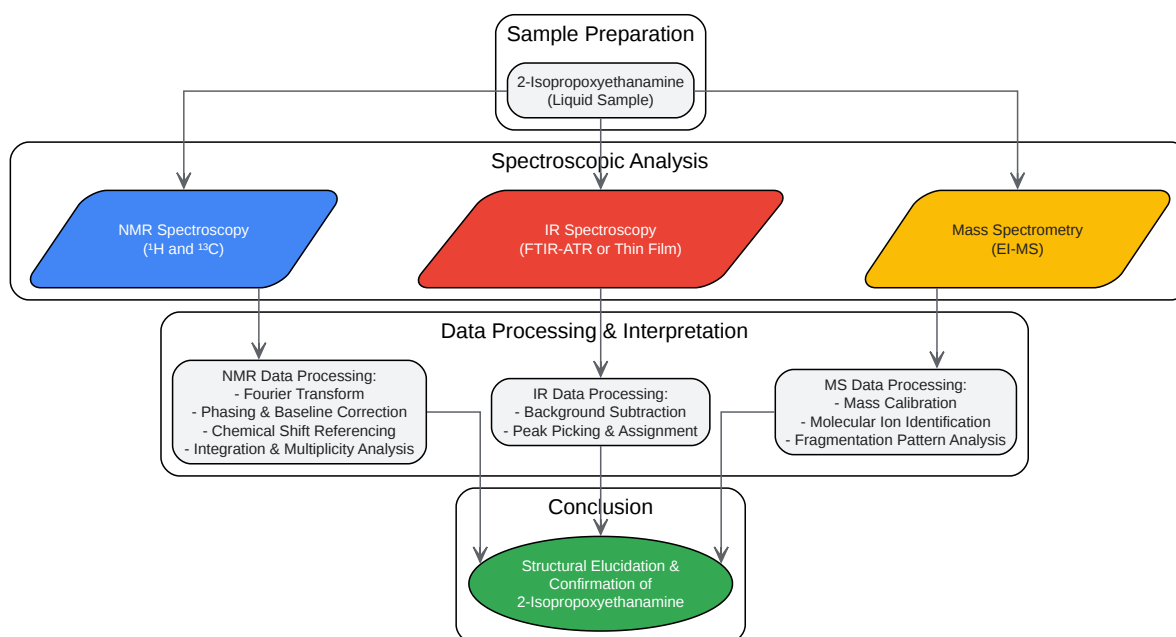 Sample Preparation
2-Isopropoxyethanamine
(Liquid Sample)
Spectroscopic Analysis
NMR Spectroscopy
(¹H and ¹³C)
IR Spectroscopy
(FTIR-ATR or Thin Film)
Mass Spectrometry
(EI-MS)
Data Processing & Interpretation
NMR Data Processing:
- Fourier Transform
- Phasing & Baseline Correction
- Chemical Shift Referencing
- Integration & Multiplicity Analysis
IR Data Processing:
- Background Subtraction
- Peak Picking & Assignment
MS Data Processing:
- Mass Calibration
- Molecular Ion Identification
- Fragmentation Pattern Analysis
Conclusion
Structural Elucidation &
Confirmation of
2-Isopropoxyethanamine